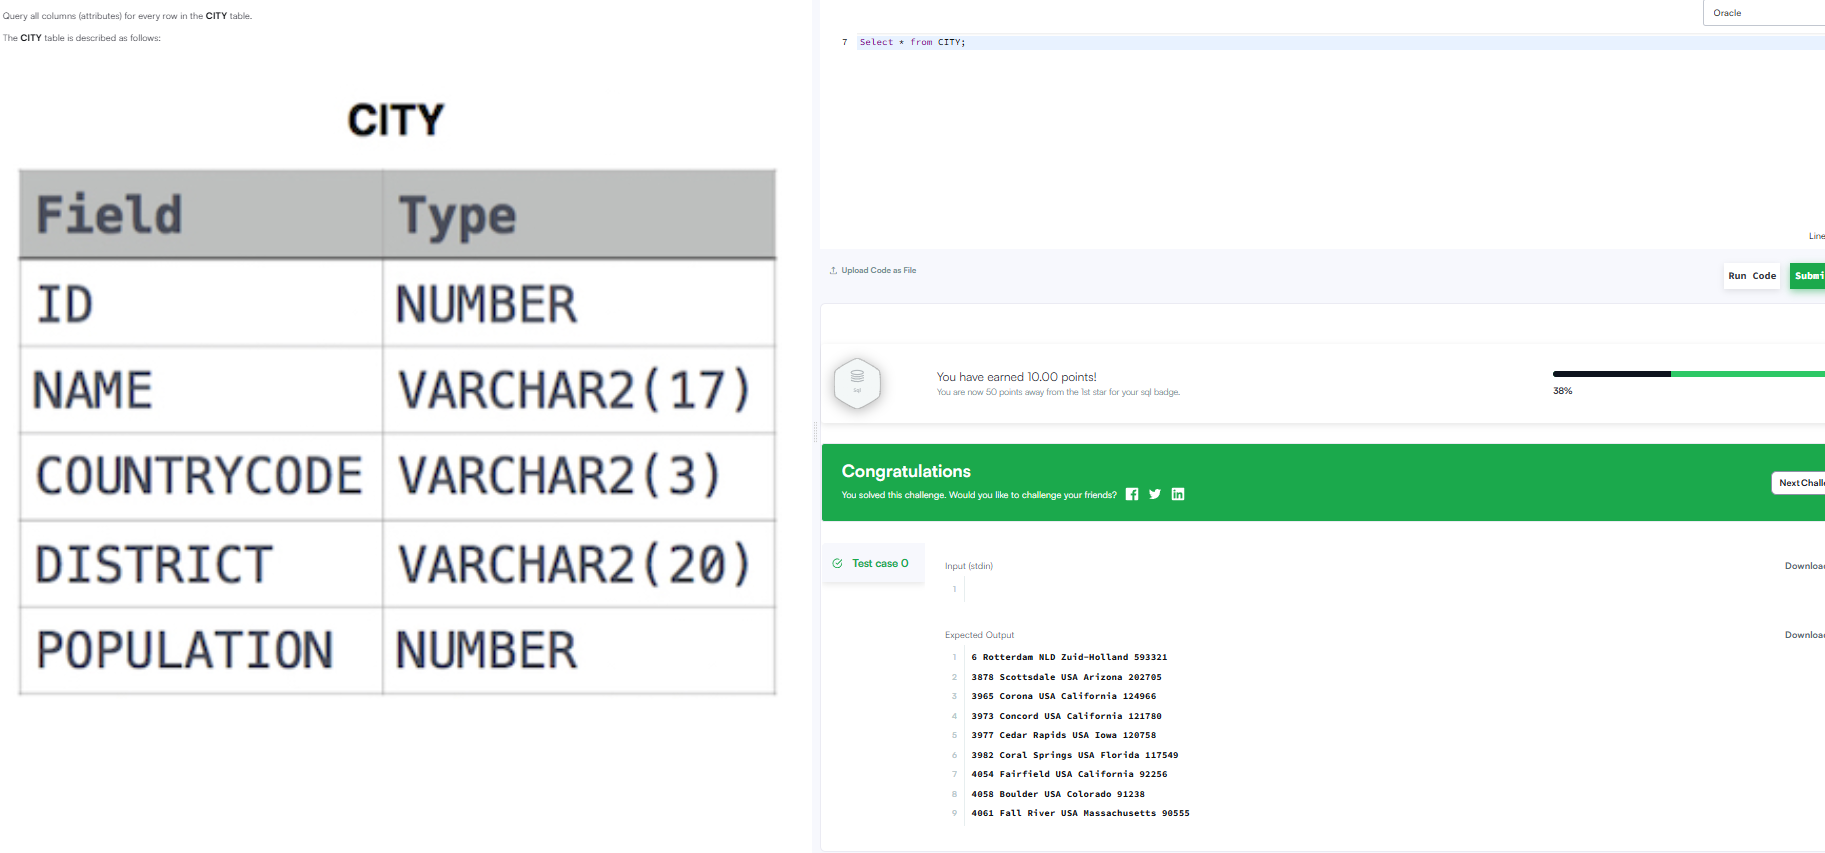 Query all columns (attributes) for every row in the CITY table.
The CITY table is described as follows:
CITY
Field Type
ID NUMBER
NAME VARCHAR2(17)
COUNTRYCODE VARCHAR2(3)
DISTRICT VARCHAR2(20)
POPULATION NUMBER
Oracle
7 Select * from CITY;
Line
Upload Code as File
Run Code Submi
sql
You have earned 10.00 points!
You are now 50 points away from the 1st star for your sql badge.
38%
Congratulations
You solved this challenge. Would you like to challenge your friends?
Next Chall
Test case 0
Input (stdin) Downloa
1
Expected Output Downloa
1 6 Rotterdam NLD Zuid-Holland 593321
2 3878 Scottsdale USA Arizona 202705
3 3965 Corona USA California 124966
4 3973 Concord USA California 121780
5 3977 Cedar Rapids USA Iowa 120758
6 3982 Coral Springs USA Florida 117549
7 4054 Fairfield USA California 92256
8 4058 Boulder USA Colorado 91238
9 4061 Fall River USA Massachusetts 90555